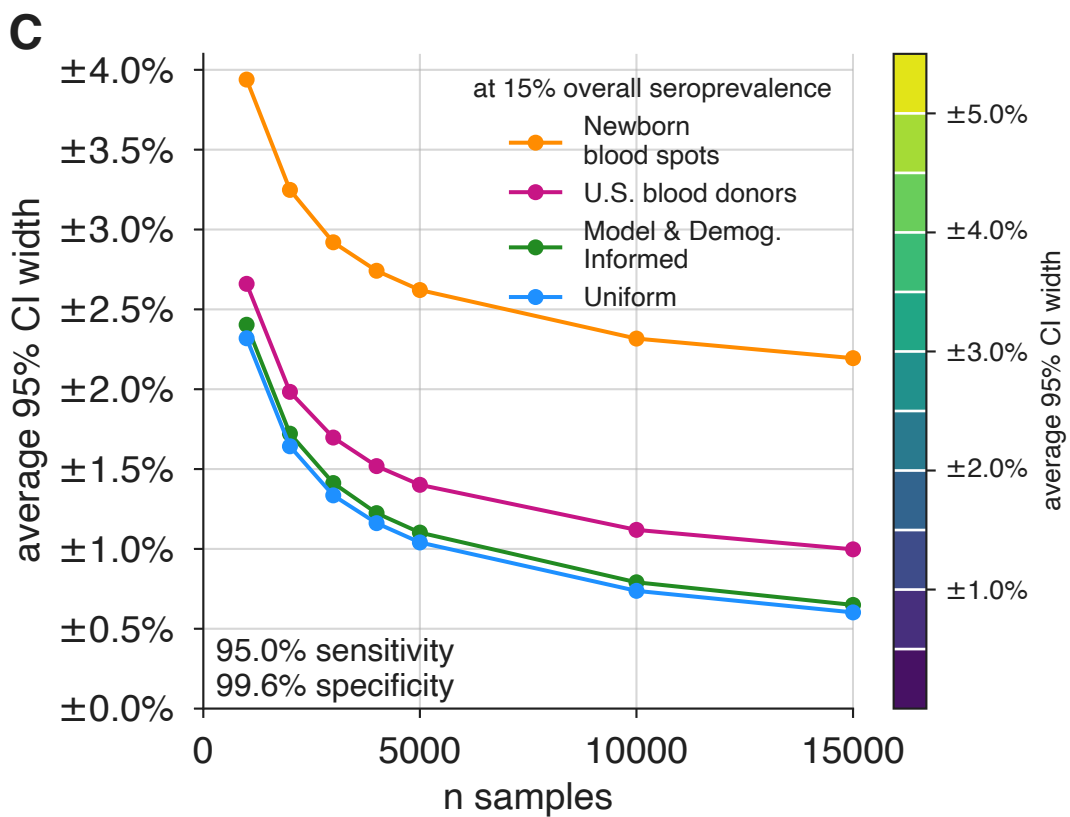 C
average 95% CI width
±4.0%
±3.5%
±3.0%
±2.5%
±2.0%
±1.5%
±1.0%
±0.5%
±0.0%
at 15% overall seroprevalence
Newborn
blood spots
U.S. blood donors
Model & Demog.
Informed
Uniform
95.0% sensitivity
99.6% specificity
0
5000
10000
15000
n samples
±5.0%
±4.0%
±3.0%
±2.0%
±1.0%
average 95% CI width